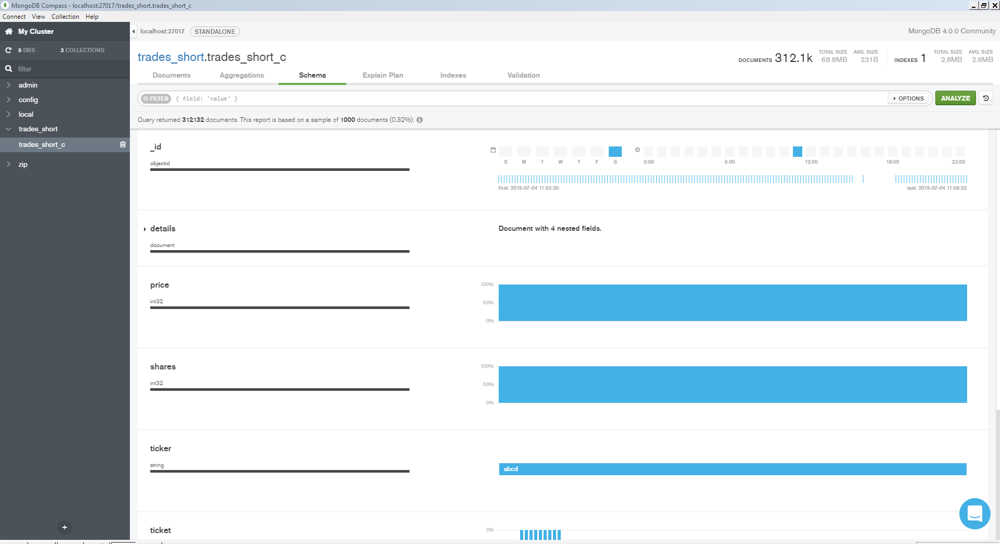 MongoDB Compass - localhost:27017/trades_short.trades_short_c
Connect View Collection Help
My Cluster
5 DBS 3 COLLECTIONS
filter
admin
config
local
trades_short
trades_short_c
zip
+
localhost:27017 STANDALONE MongoDB 4.0.0 Community
trades_short.trades_short_c
DOCUMENTS 312.1k TOTAL SIZE 68.8MB AVG. SIZE 231B INDEXES 1 TOTAL SIZE 2.8MB AVG. SIZE 2.8MB
Documents Aggregations Schema Explain Plan Indexes Validation
FILTER { field: 'value' } OPTIONS ANALYZE
Query returned 312132 documents. This report is based on a sample of 1000 documents (0.32%).
_id
objectid
S M T W T F S 0:00 6:00 12:00 18:00 23:00
first: 2015-07-04 11:03:30 last: 2015-07-04 11:06:22
details
document
Document with 4 nested fields.
price
int32
100%
50%
0%
shares
int32
100%
50%
0%
ticker
string
abcd
ticket
2%